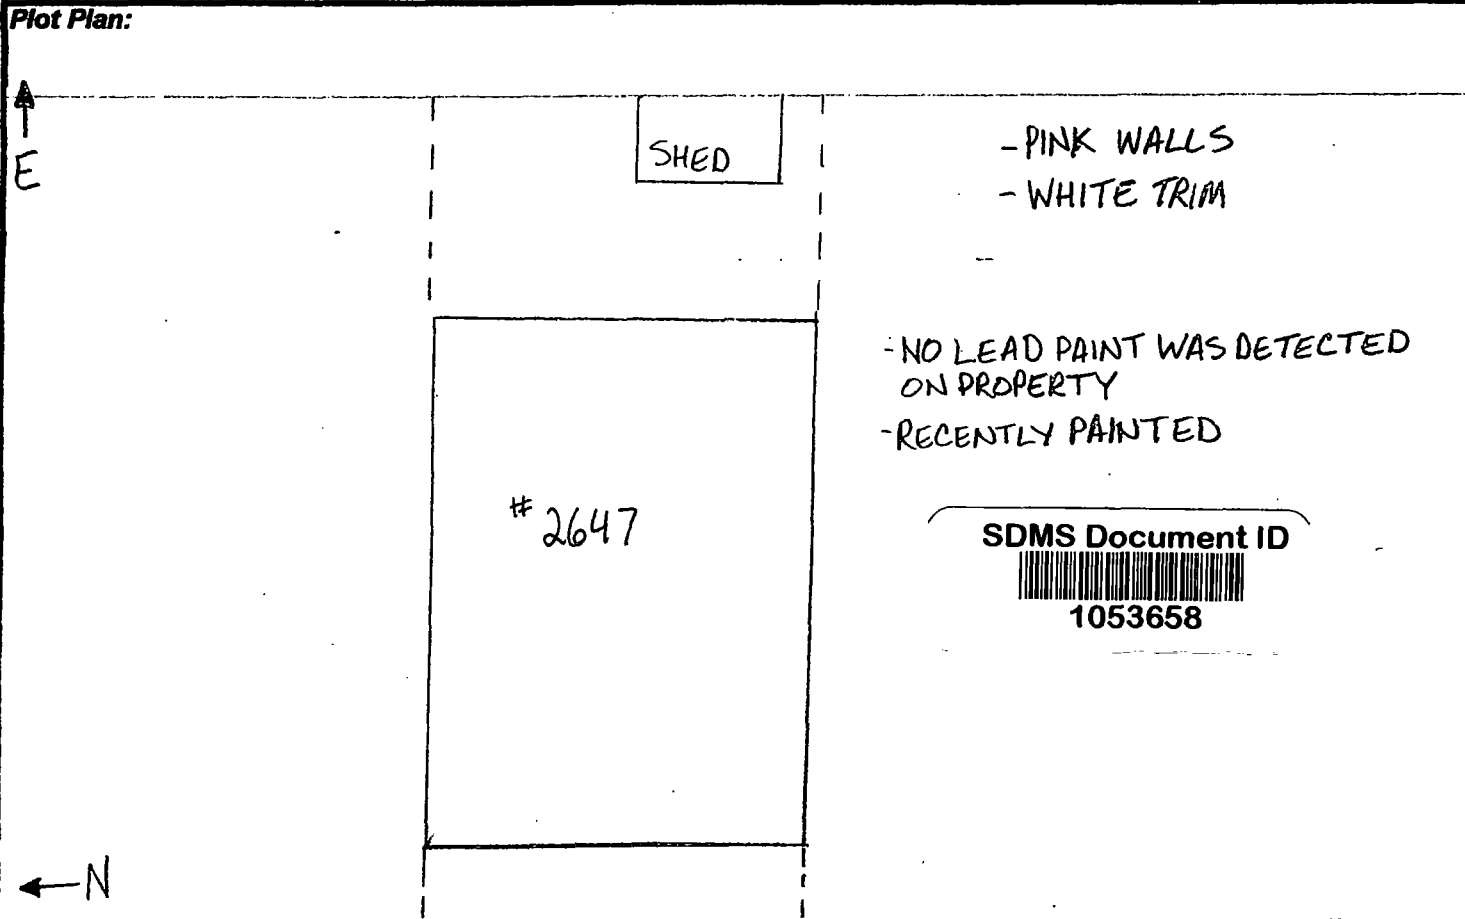 Plot Plan:
E
SHED
- PINK WALLS
- WHITE TRIM
- NO LEAD PAINT WAS DETECTED
ON PROPERTY
- RECENTLY PAINTED
# 2647
SDMS Document ID
1053658
N